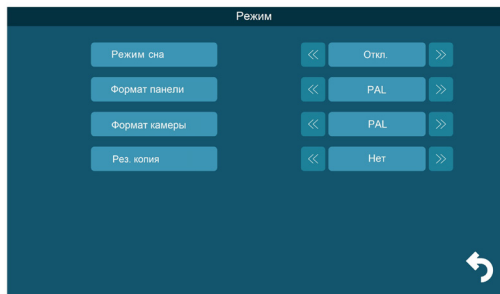 Режим
Режим сна Откл.
Формат панели PAL
Формат камеры PAL
Рез. копия Нет